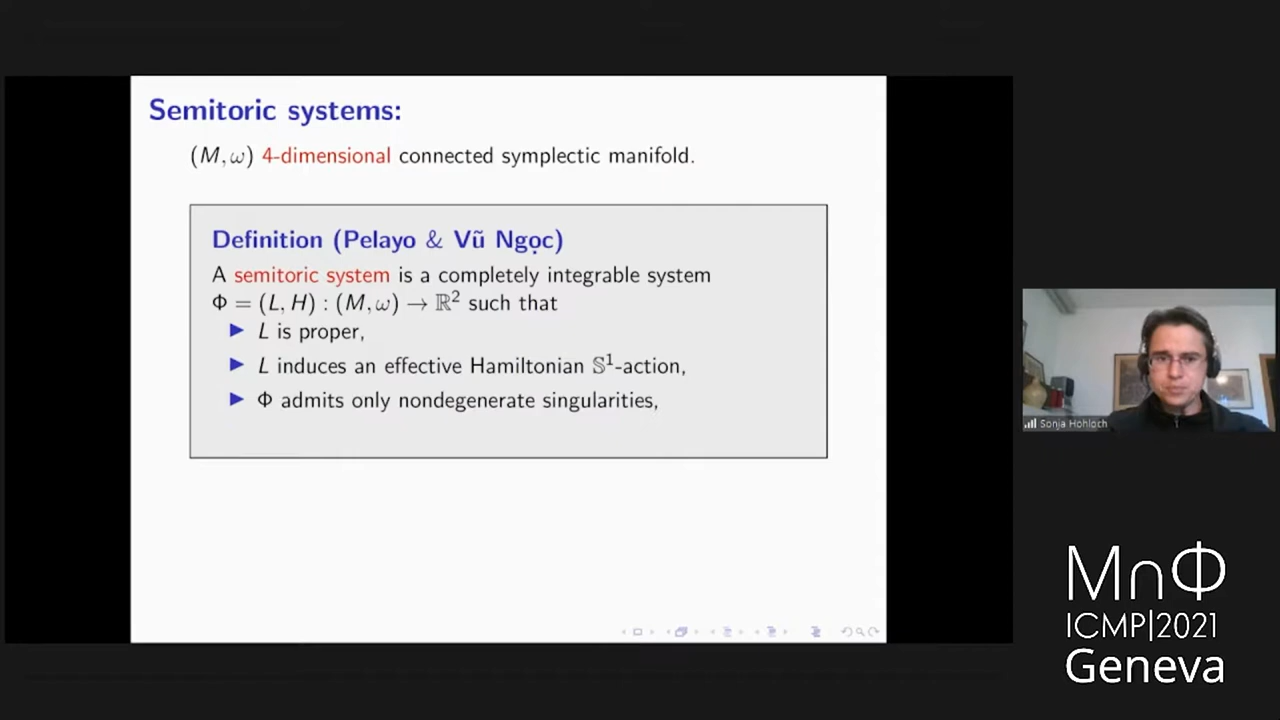 Semitoric systems:
(M, ω) 4-dimensional connected symplectic manifold.
Definition (Pelayo & Vũ Ngọc)
A semitoric system is a completely integrable system
Φ = (L, H) : (M, ω) → ℝ² such that
▶ L is proper,
▶ L induces an effective Hamiltonian 𝕊¹-action,
▶ Φ admits only nondegenerate singularities,
Sonja Hohloch
M∩Φ
ICMP|2021
Geneva